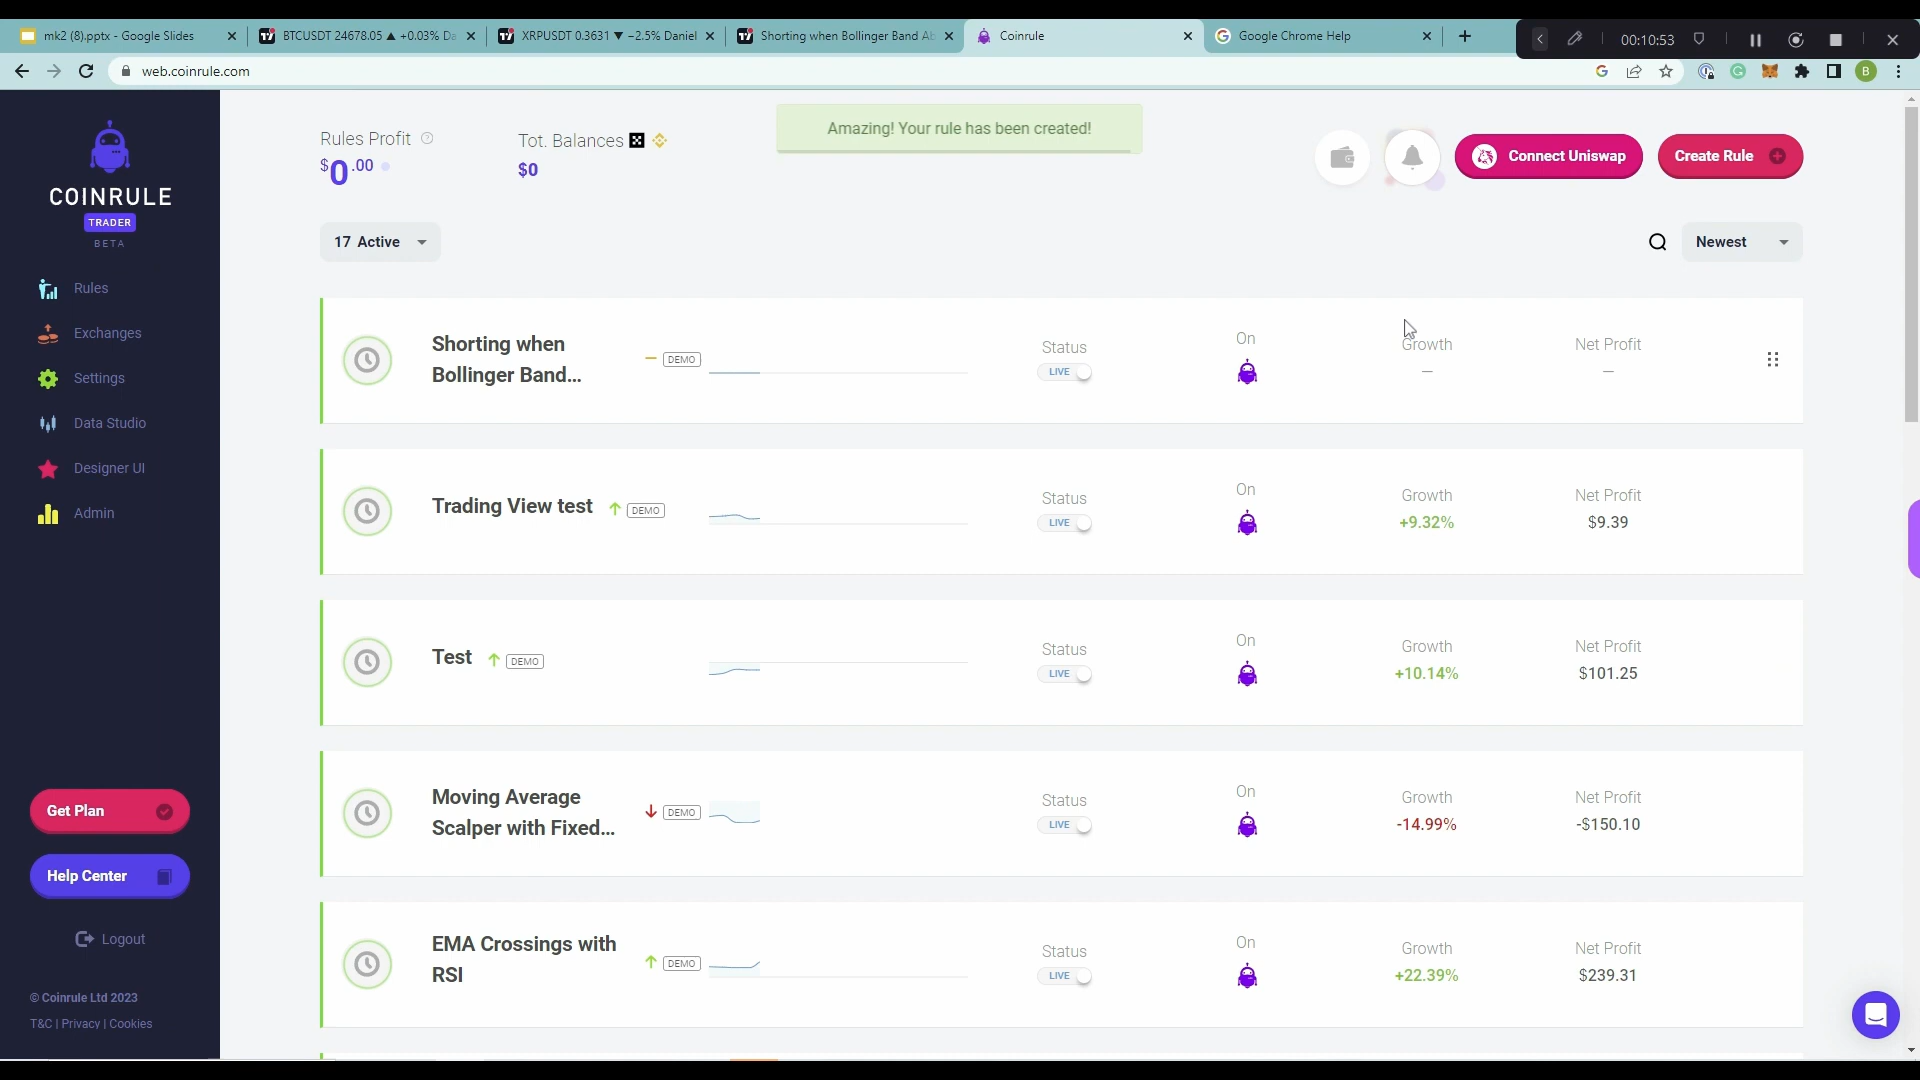 mk2 (8).pptx - Google Slides
BTCUSDT 24678.05 ▲ +0.03% Da
XRPUSDT 0.3631 ▼ −2.5% Daniel
Shorting when Bollinger Band Ab
Coinrule
Google Chrome Help
00:10:53
web.coinrule.com
B
COINRULE
TRADER
BETA
Rules
Exchanges
Settings
Data Studio
Designer UI
Admin
Get Plan
Help Center
Logout
© Coinrule Ltd 2023
T&C | Privacy | Cookies
Rules Profit
$0.00
Tot. Balances
$0
Amazing! Your rule has been created!
Connect Uniswap
Create Rule
17 Active
Newest
Shorting when
Bollinger Band...
DEMO
Status
LIVE
On
Growth
—
Net Profit
—
Trading View test
DEMO
Status
LIVE
On
Growth
+9.32%
Net Profit
$9.39
Test
DEMO
Status
LIVE
On
Growth
+10.14%
Net Profit
$101.25
Moving Average
Scalper with Fixed...
DEMO
Status
LIVE
On
Growth
-14.99%
Net Profit
-$150.10
EMA Crossings with
RSI
DEMO
Status
LIVE
On
Growth
+22.39%
Net Profit
$239.31